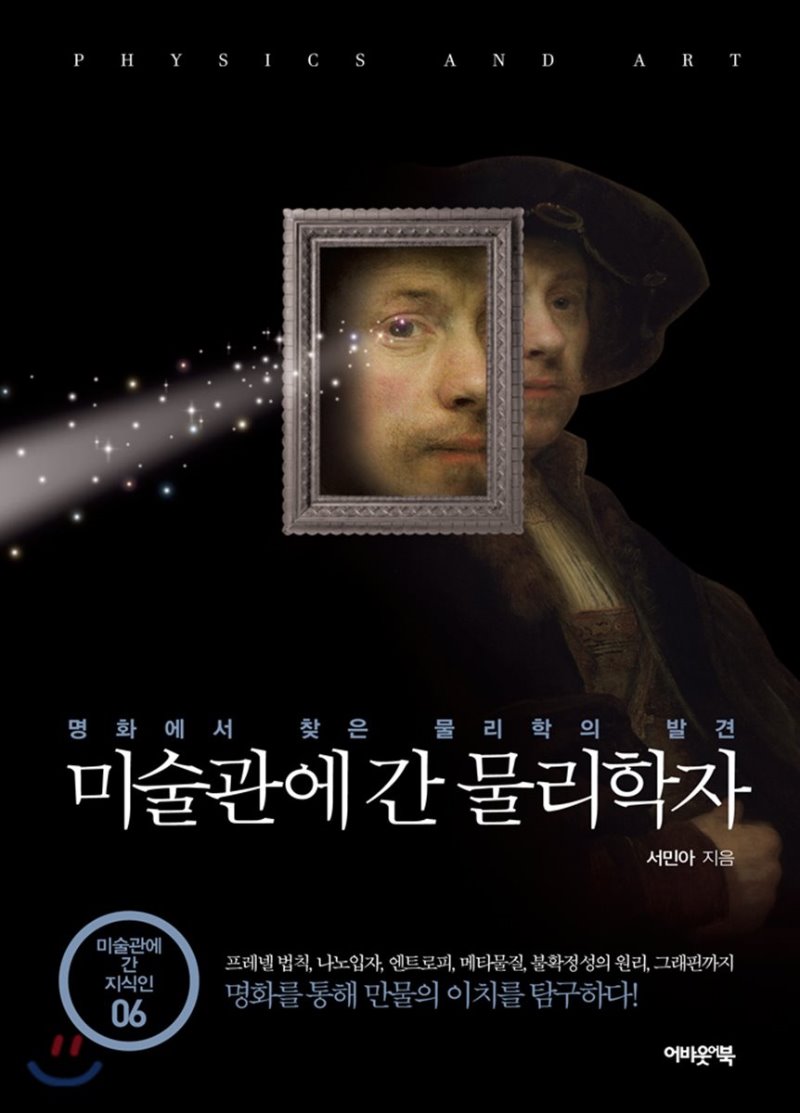 PHYSICS AND ART
명화에서 찾은 물리학의 발견
미술관에 간 물리학자
서민아 지음
미술관에
간
지식인
06
프레넬 법칙, 나노입자, 엔트로피, 메타물질, 불확정성의 원리, 그래핀까지
명화를 통해 만물의 이치를 탐구하다!
어바웃어북